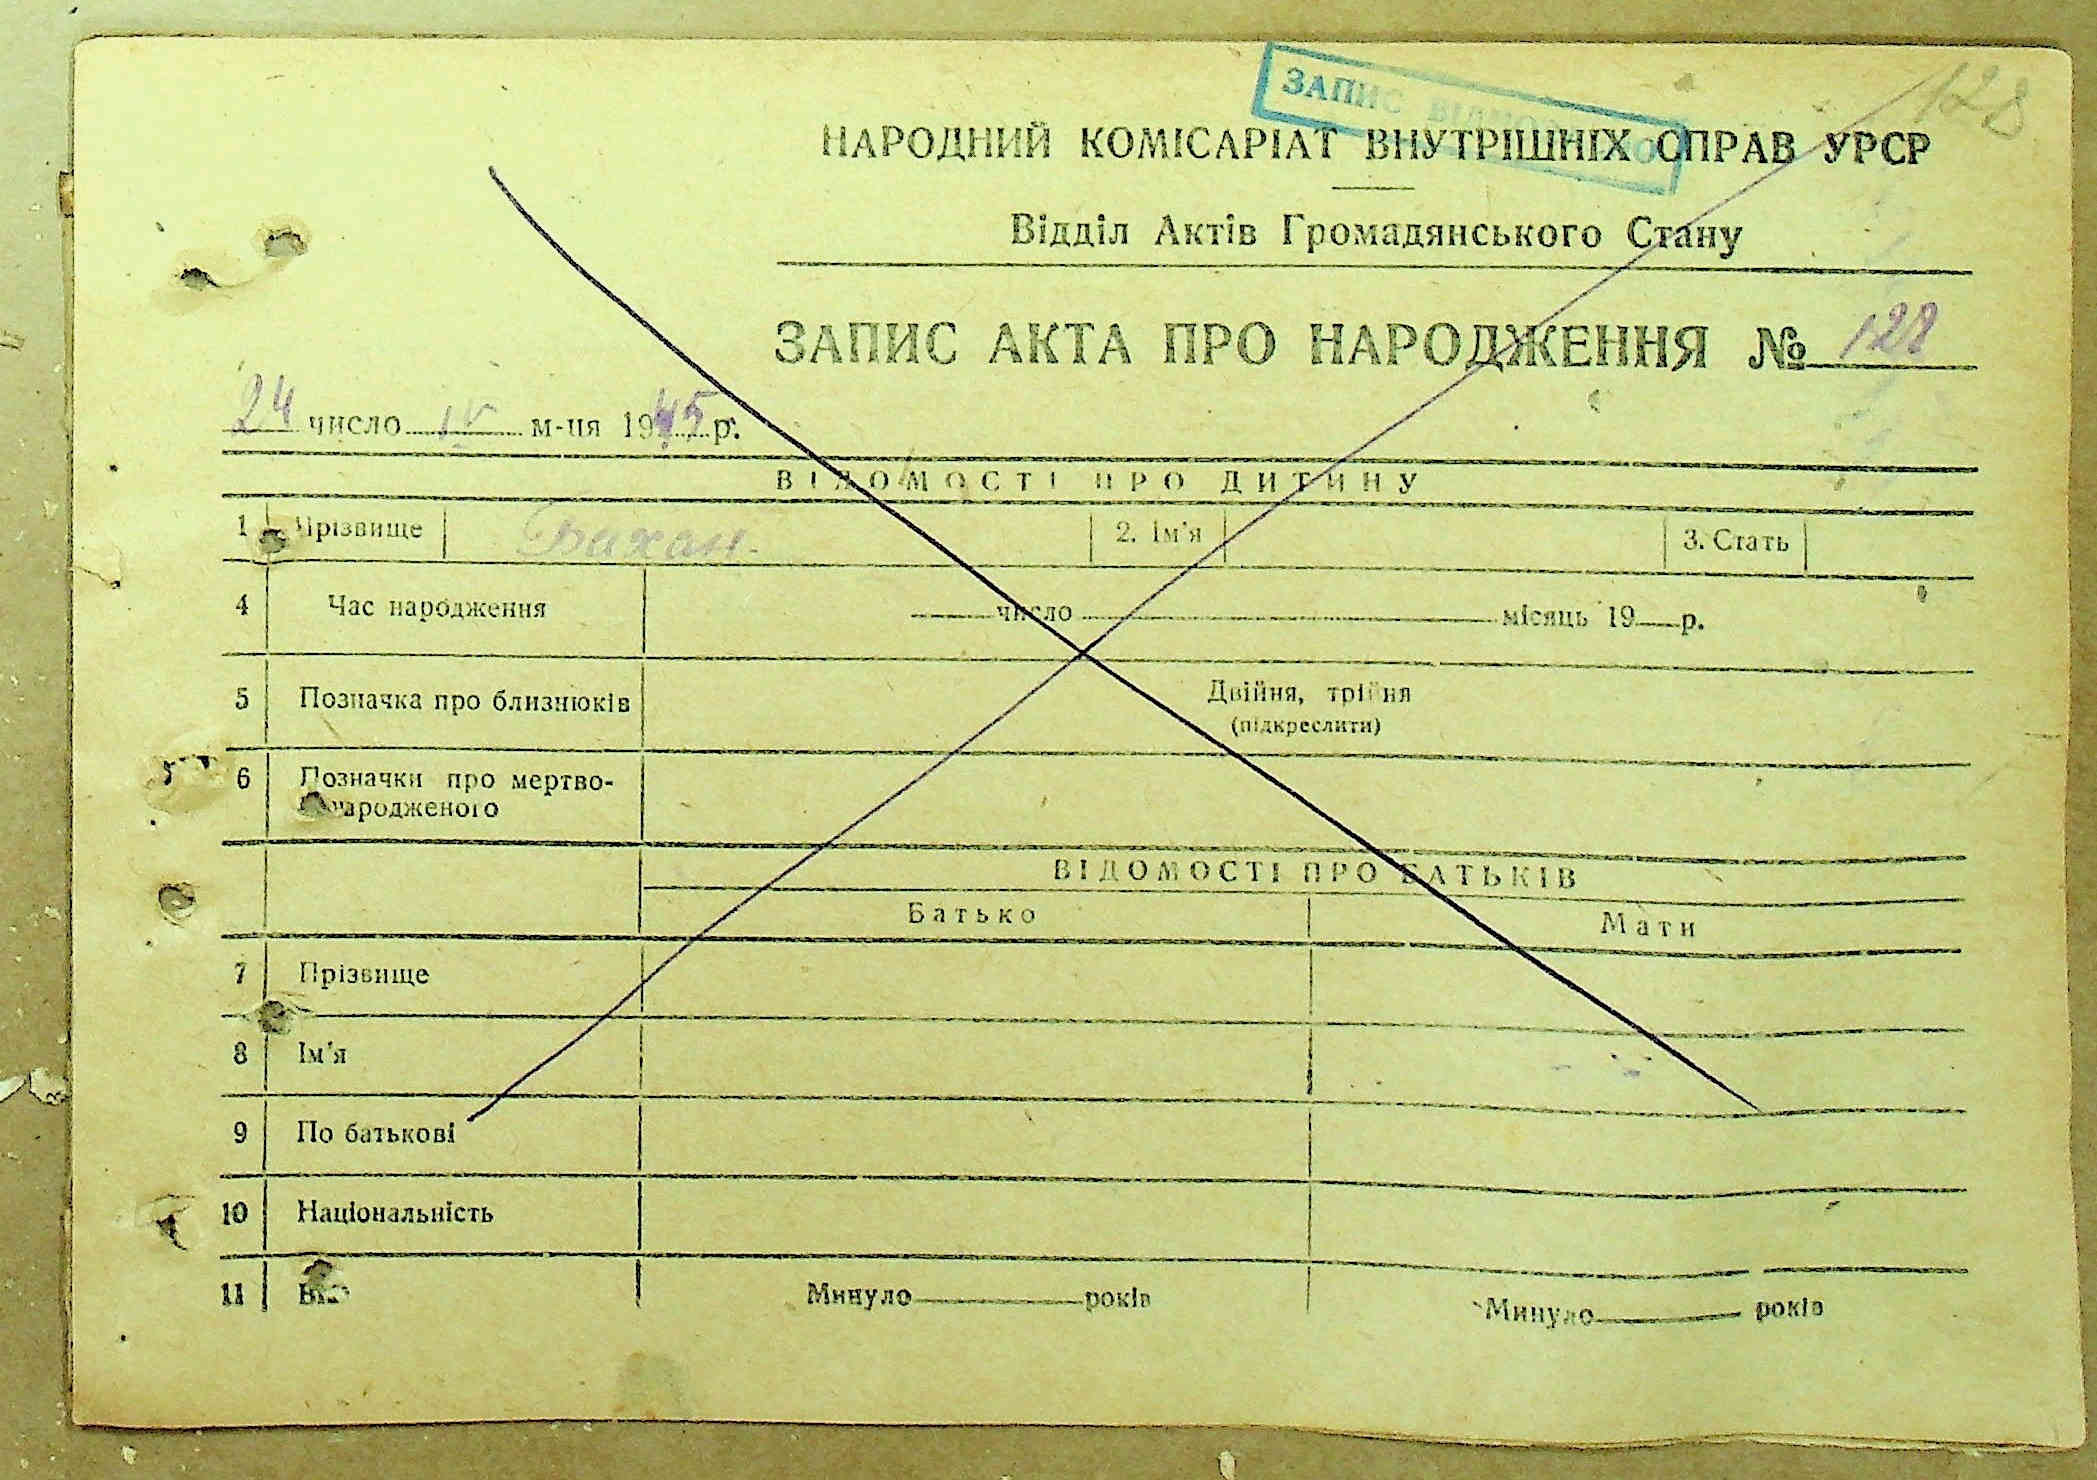 ЗАПИС ВІДНОВЛЕНО
128
НАРОДНИЙ КОМІСАРІАТ ВНУТРІШНІХ СПРАВ УРСР
Відділ Актів Громадянського Стану
ЗАПИС АКТА ПРО НАРОДЖЕННЯ № 128
24 число IV м-ця 1945 р.
ВІДОМОСТІ ПРО ДИТИНУ
1 Прізвище Бахан. 2. Ім'я 3. Стать
4 Час народження число місяць 19 р.
5 Позначка про близнюків Двійня, трійня
(підкреслити)
6 Позначки про мертво-
народженого
ВІДОМОСТІ ПРО БАТЬКІВ
Батько Мати
7 Прізвище
8 Ім'я
9 По батькові
10 Національність
11 Вік Минуло років Минуло років